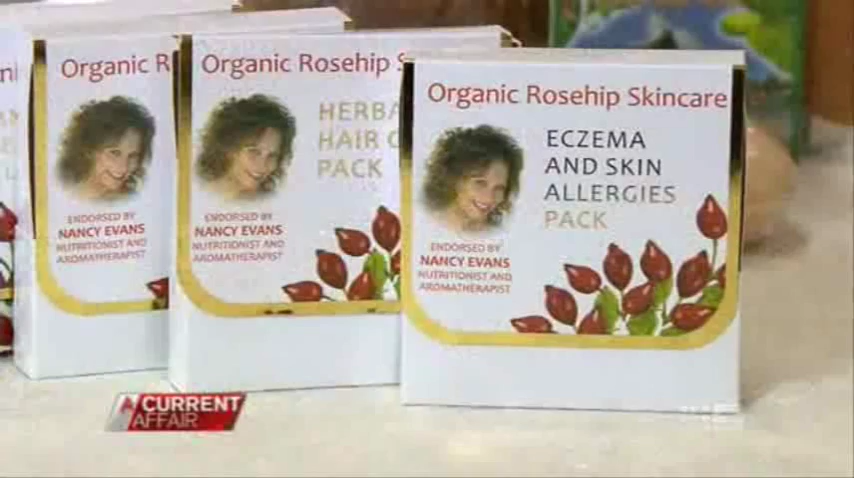 Organic R
ENDORSED BY
NANCY EVANS
NUTRITIONIST AND
AROMATHERAPIST
Organic Rosehip S
HERBA
HAIR C
PACK
ENDORSED BY
NANCY EVANS
NUTRITIONIST AND
AROMATHERAPIST
Organic Rosehip Skincare
ECZEMA
AND SKIN
ALLERGIES
PACK
ENDORSED BY
NANCY EVANS
NUTRITIONIST AND
AROMATHERAPIST
A CURRENT
AFFAIR